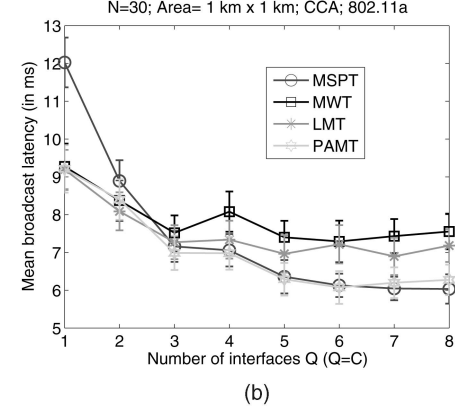 N=30; Area= 1 km x 1 km; CCA; 802.11a
13
12
11
10
9
8
7
6
5
Mean broadcast latency (in ms)
MSPT
MWT
LMT
PAMT
1 2 3 4 5 6 7 8
Number of interfaces Q (Q=C)
(b)